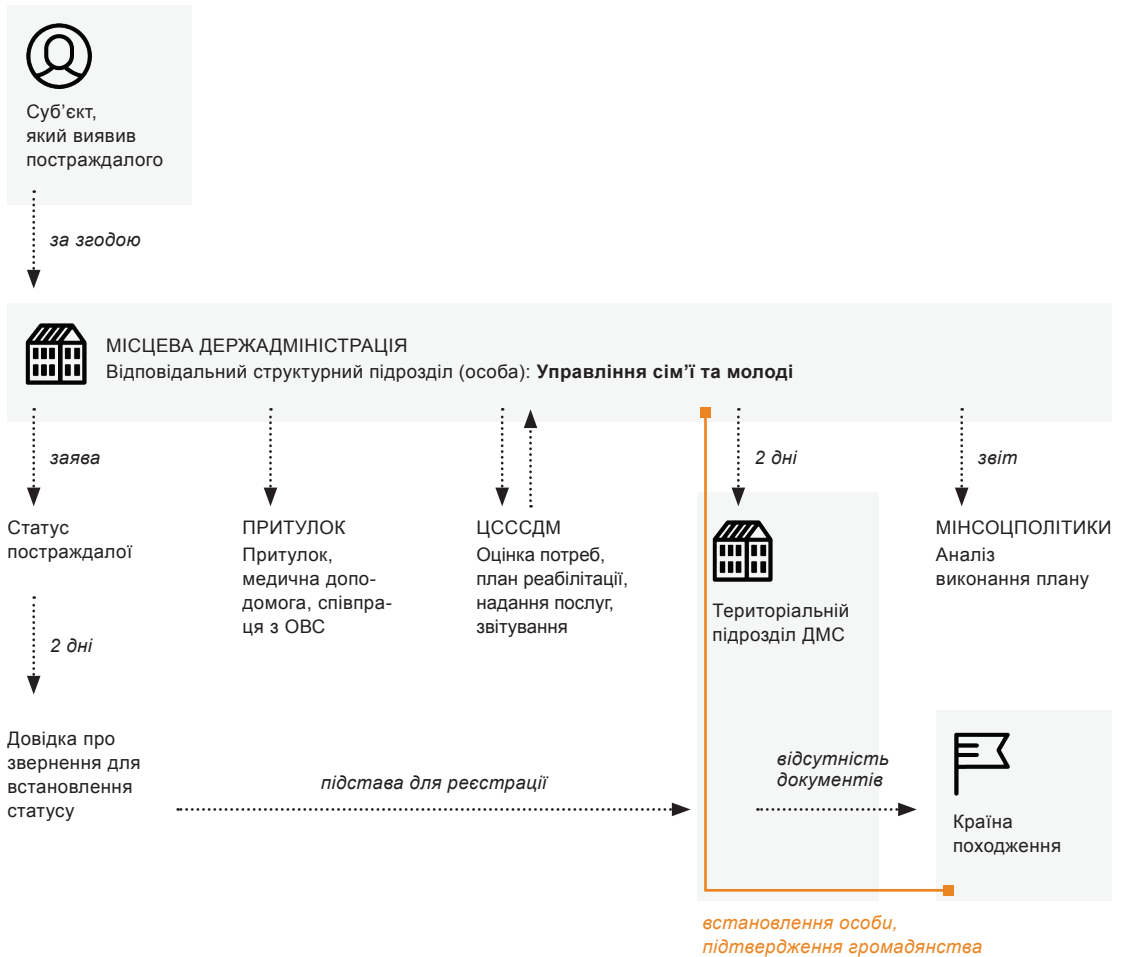 Суб’єкт,
який виявив
постраждалого
за згодою
МІСЦЕВА ДЕРЖАДМІНІСТРАЦІЯ
Відповідальний структурний підрозділ (особа): Управління сім’ї та молоді
заява
2 дні
звіт
Статус
постраждалої
ПРИТУЛОК
Притулок,
медична допо-
домога, співпра-
ця з ОВС
ЦСССДМ
Оцінка потреб,
план реабілітації,
надання послуг,
звітування
Територіальній
підрозділ ДМС
МІНСОЦПОЛІТИКИ
Аналіз
виконання плану
2 дні
Довідка про
звернення для
встановлення
статусу
підстава для реєстрації
відсутність
документів
Країна
походження
встановлення особи,
підтвердження громадянства